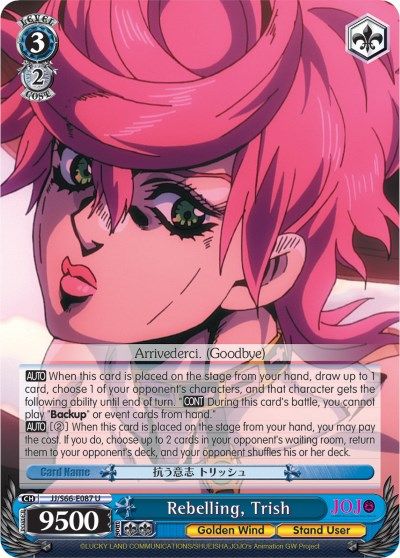 LEVEL
3
2
COST
Arrivederci. (Goodbye)
AUTO When this card is placed on the stage from your hand, draw up to 1
card, choose 1 of your opponent's characters, and that character gets the
following ability until end of turn. "CONT During this card's battle, you cannot
play "Backup" or event cards from hand."
AUTO [②] When this card is placed on the stage from your hand, you may pay
the cost. If you do, choose up to 2 cards in your opponent's waiting room, return
them to your opponent's deck, and your opponent shuffles his or her deck.
Card Name 抗う意志 トリッシュ
CH JJ/S66-E087 U
Rebelling, Trish JOJO
POWER 9500 SOUL
Golden Wind Stand User
©LUCKY LAND COMMUNICATIONS/SHUEISHA,JOJO's Animation GW Project